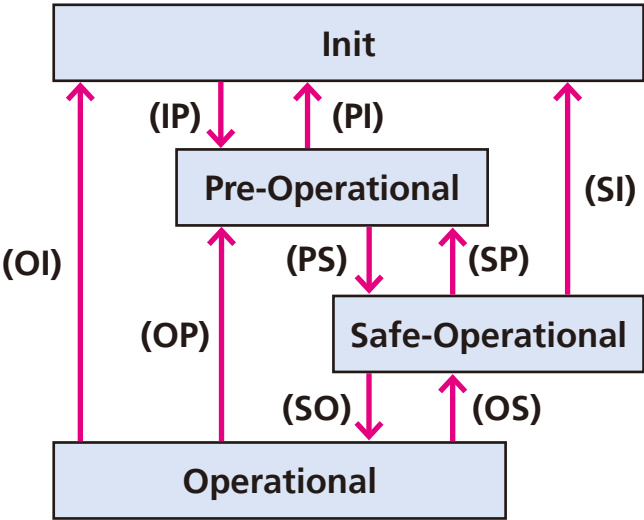 Init
(IP)
(PI)
Pre-Operational
(SI)
(OI)
(PS)
(SP)
(OP)
Safe-Operational
(SO)
(OS)
Operational